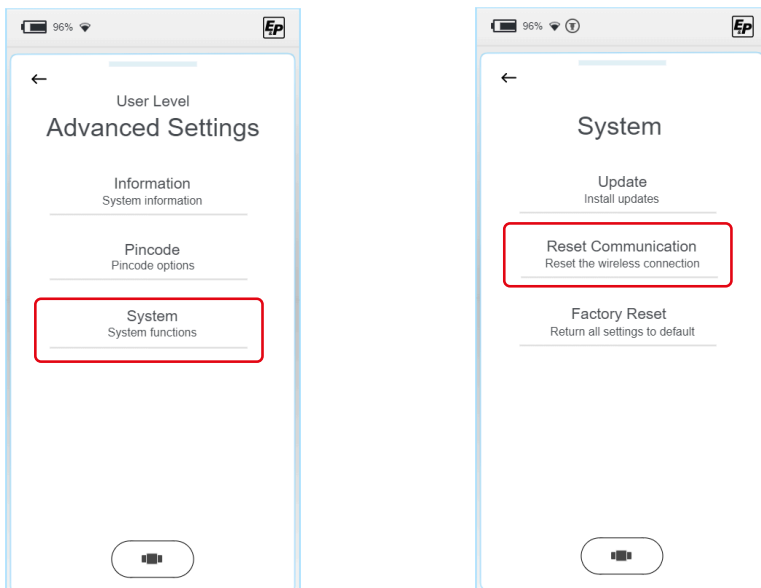 96%
EP
User Level
Advanced Settings
Information
System information
Pincode
Pincode options
System
System functions
96%
T
EP
System
Update
Install updates
Reset Communication
Reset the wireless connection
Factory Reset
Return all settings to default